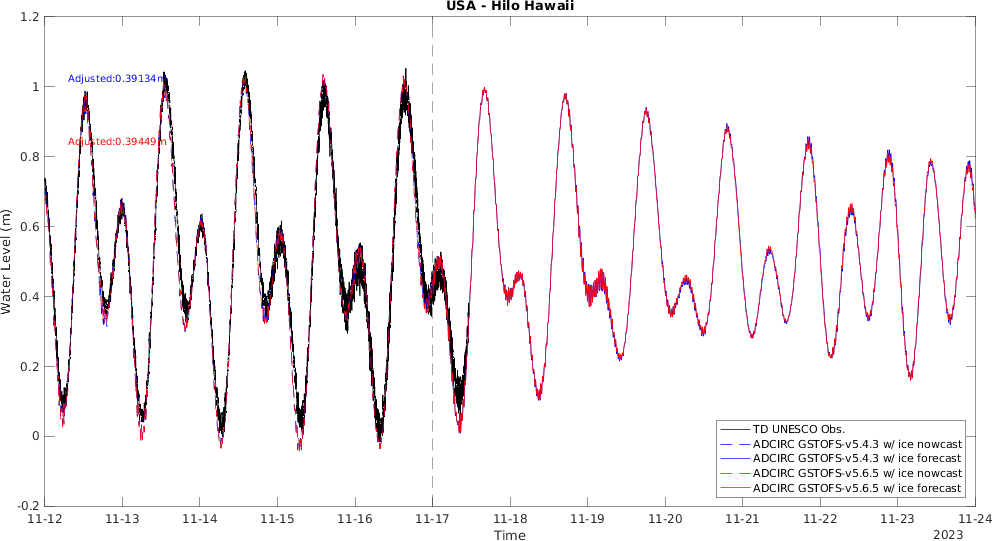 USA - Hilo Hawaii
1.2
1
0.8
0.6
0.4
0.2
0
-0.2
Water Level (m)
Adjusted:0.39134m
Adjusted:0.39449m
TD UNESCO Obs.
ADCIRC GSTOFS-v5.4.3 w/ ice nowcast
ADCIRC GSTOFS-v5.4.3 w/ ice forecast
ADCIRC GSTOFS-v5.6.5 w/ ice nowcast
ADCIRC GSTOFS-v5.6.5 w/ ice forecast
11-12 11-13 11-14 11-15 11-16 11-17 11-18 11-19 11-20 11-21 11-22 11-23 11-24
Time
2023